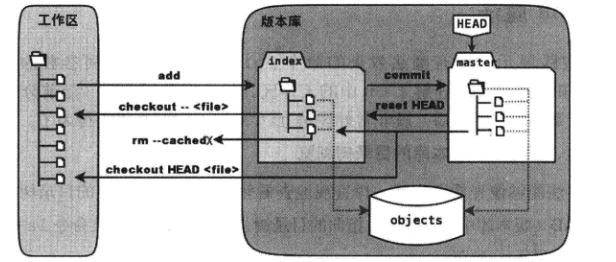 工作区
版本库
HEAD
index
master
add
commit
checkout -- <file>
reset HEAD
rm --cached
checkout HEAD <file>
objects